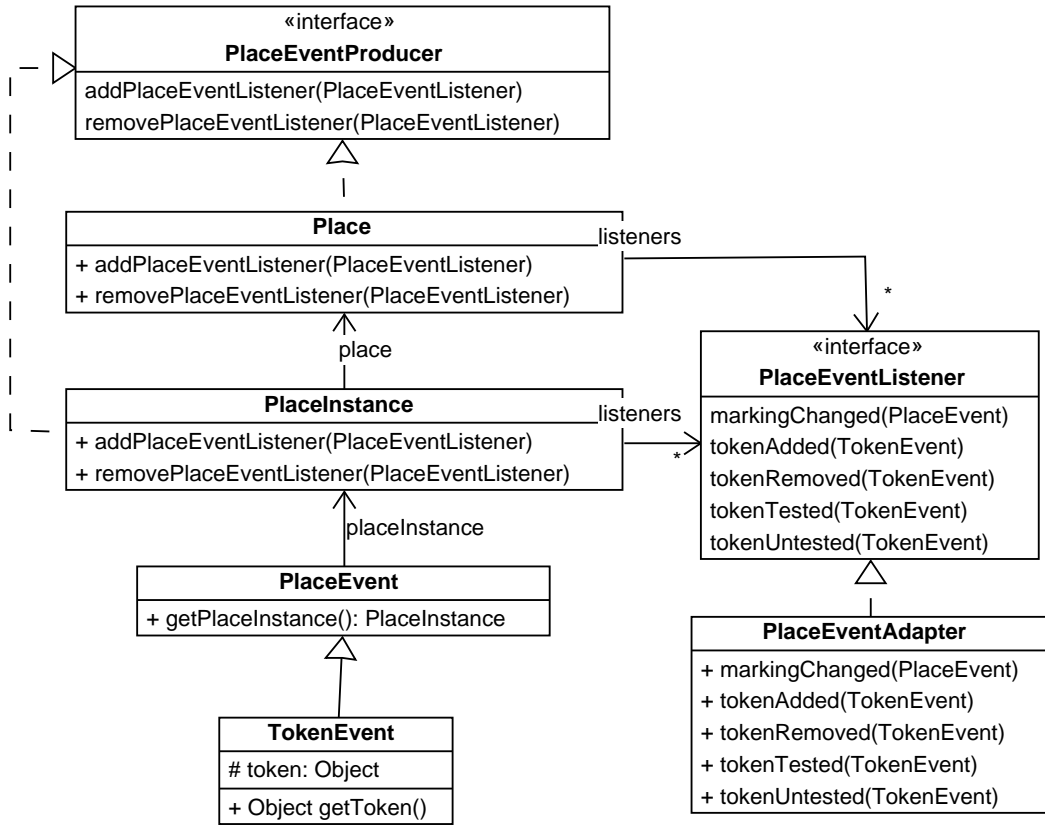 «interface»
PlaceEventProducer
addPlaceEventListener(PlaceEventListener)
removePlaceEventListener(PlaceEventListener)
Place
+ addPlaceEventListener(PlaceEventListener)
+ removePlaceEventListener(PlaceEventListener)
listeners
*
place
PlaceInstance
+ addPlaceEventListener(PlaceEventListener)
+ removePlaceEventListener(PlaceEventListener)
listeners
*
«interface»
PlaceEventListener
markingChanged(PlaceEvent)
tokenAdded(TokenEvent)
tokenRemoved(TokenEvent)
tokenTested(TokenEvent)
tokenUntested(TokenEvent)
placeInstance
PlaceEvent
+ getPlaceInstance(): PlaceInstance
TokenEvent
# token: Object
+ Object getToken()
PlaceEventAdapter
+ markingChanged(PlaceEvent)
+ tokenAdded(TokenEvent)
+ tokenRemoved(TokenEvent)
+ tokenTested(TokenEvent)
+ tokenUntested(TokenEvent)